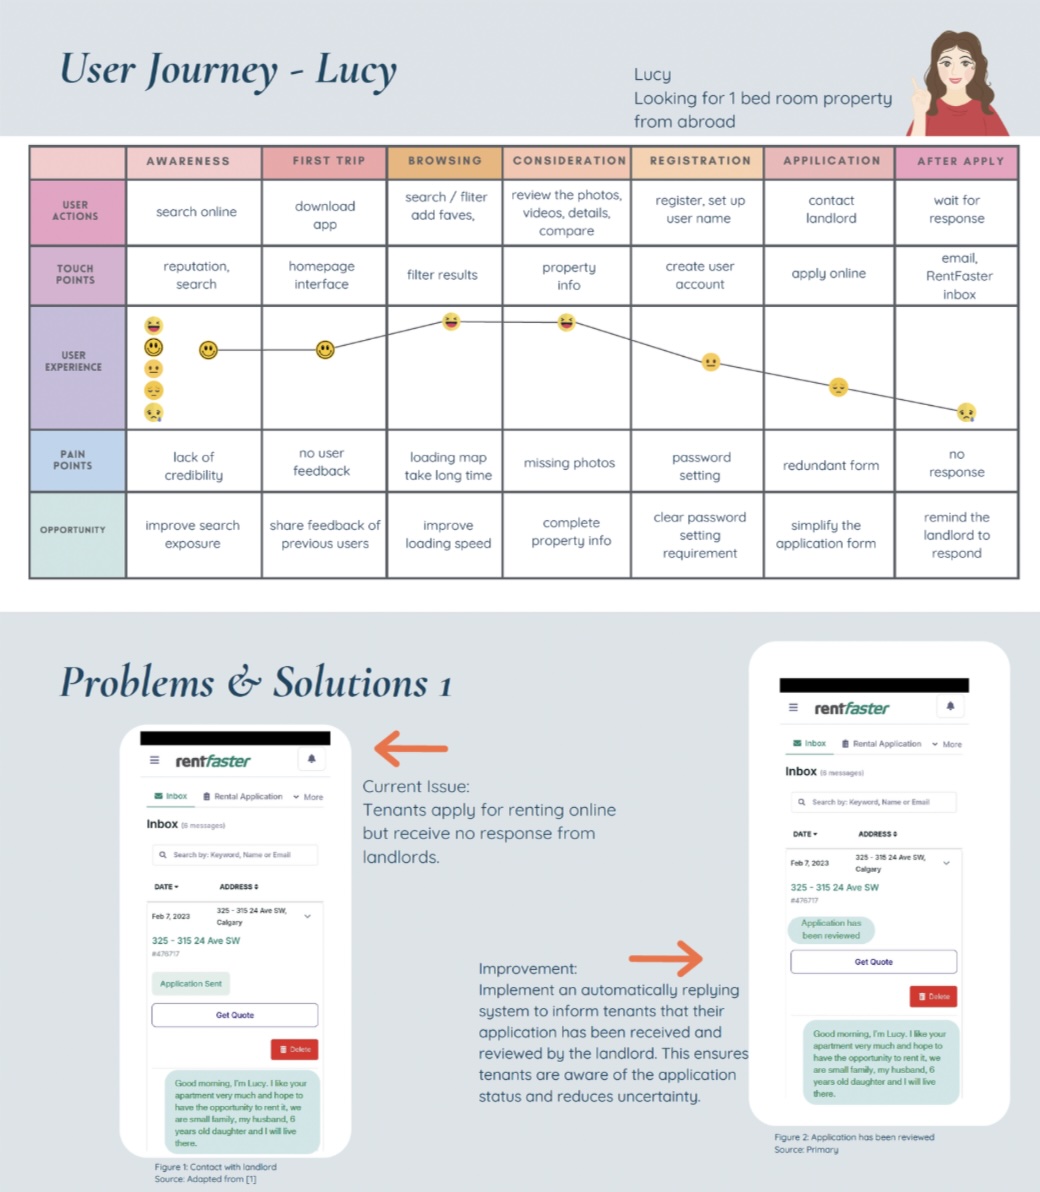 User Journey - Lucy
Lucy
Looking for 1 bed room property
from abroad
AWARENESS
FIRST TRIP
BROWSING
CONSIDERATION
REGISTRATION
APPILICATION
AFTER APPLY
USER
ACTIONS
search online
download
app
search / fliter
add faves,
review the photos,
videos, details,
compare
register, set up
user name
contact
landlord
wait for
response
TOUCH
POINTS
reputation,
search
homepage
interface
filter results
property
info
create user
account
apply online
email,
RentFaster
inbox
USER
EXPERIENCE
PAIN
POINTS
lack of
credibility
no user
feedback
loading map
take long time
missing photos
password
setting
redundant form
no
response
OPPORTUNITY
improve search
exposure
share feedback of
previous users
improve
loading speed
complete
property info
clear password
setting
requirement
simplify the
application form
remind the
landlord to
respond
Problems & Solutions 1
rentfaster
Inbox
Rental Application
More
Inbox (6 messages)
Search by: Keyword, Name or Email
DATE
ADDRESS
Feb 7, 2023
325 - 315 24 Ave SW,
Calgary
325 - 315 24 Ave SW
#476717
Application Sent
Get Quote
Delete
Good morning, I'm Lucy. I like your
apartment very much and hope to
have the opportunity to rent it, we
are small family, my husband, 6
years old daughter and I will live
there.
Figure 1: Contact with landlord
Source: Adapted from [1]
Current Issue:
Tenants apply for renting online
but receive no response from
landlords.
Improvement:
Implement an automatically replying
system to inform tenants that their
application has been received and
reviewed by the landlord. This ensures
tenants are aware of the application
status and reduces uncertainty.
rentfaster
Inbox
Rental Application
More
Inbox (6 messages)
Search by: Keyword, Name or Email
DATE
ADDRESS
Feb 7, 2023
325 - 315 24 Ave SW,
Calgary
325 - 315 24 Ave SW
#476717
Application has
been reviewed
Get Quote
Delete
Good morning, I'm Lucy. I like your
apartment very much and hope to
have the opportunity to rent it, we
are small family, my husband, 6
years old daughter and I will live
there.
Figure 2: Application has been reviewed
Source: Primary